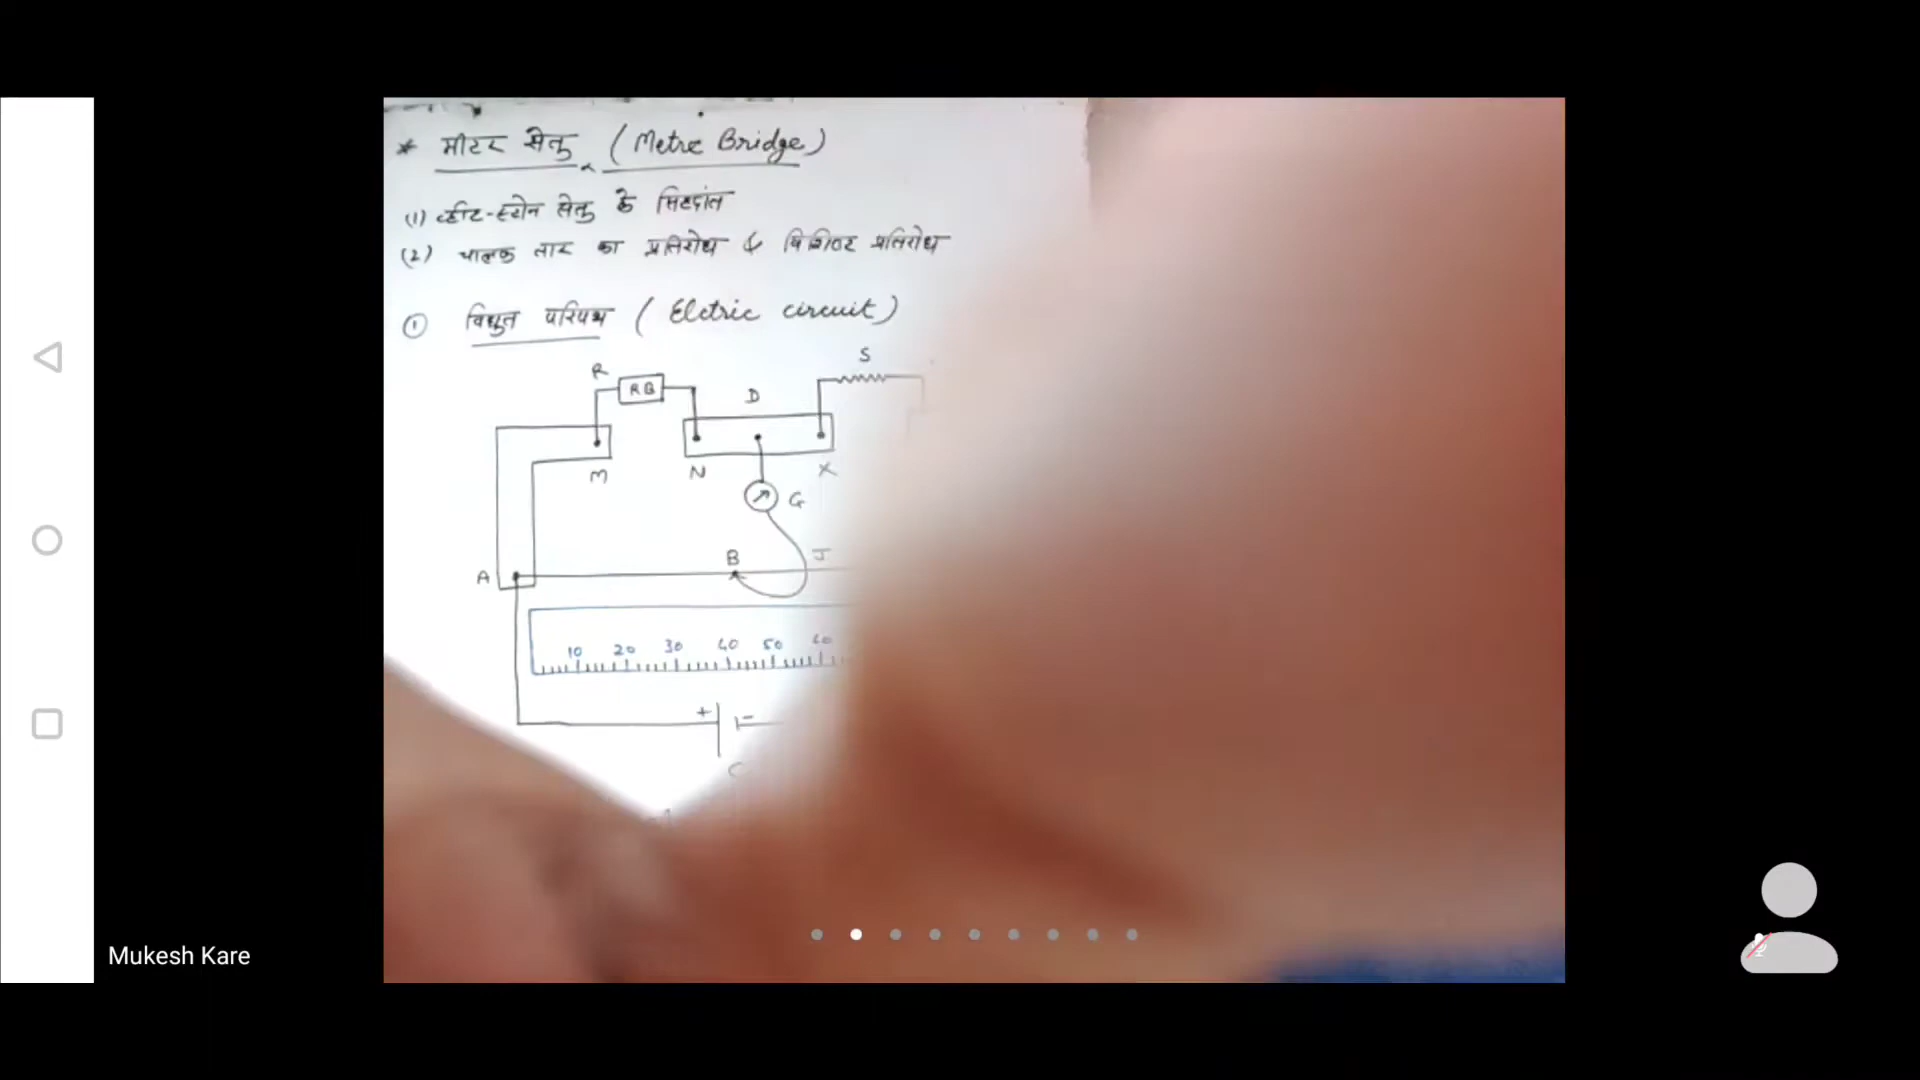 * मीटर सेतु (Metre Bridge)
(1) व्हीट-स्टोन सेतु के सिद्धांत
(2) चालक तार का प्रतिरोध & विशिष्ट प्रतिरोध
① विद्युत परिपथ ( Eletric circuit )
S
R
RB
D
M
N
X
G
B
J
A
10 20 30 40 50 60
+ -
C
Mukesh Kare